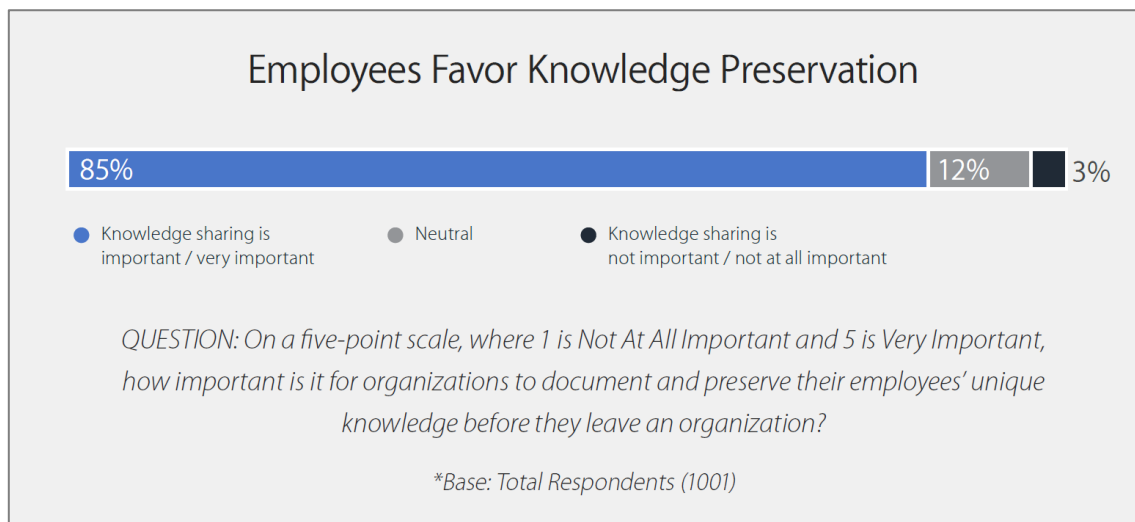 Employees Favor Knowledge Preservation
85%
12%
3%
Knowledge sharing is
important / very important
Neutral
Knowledge sharing is
not important / not at all important
QUESTION: On a five-point scale, where 1 is Not At All Important and 5 is Very Important,
how important is it for organizations to document and preserve their employees’ unique
knowledge before they leave an organization?
*Base: Total Respondents (1001)